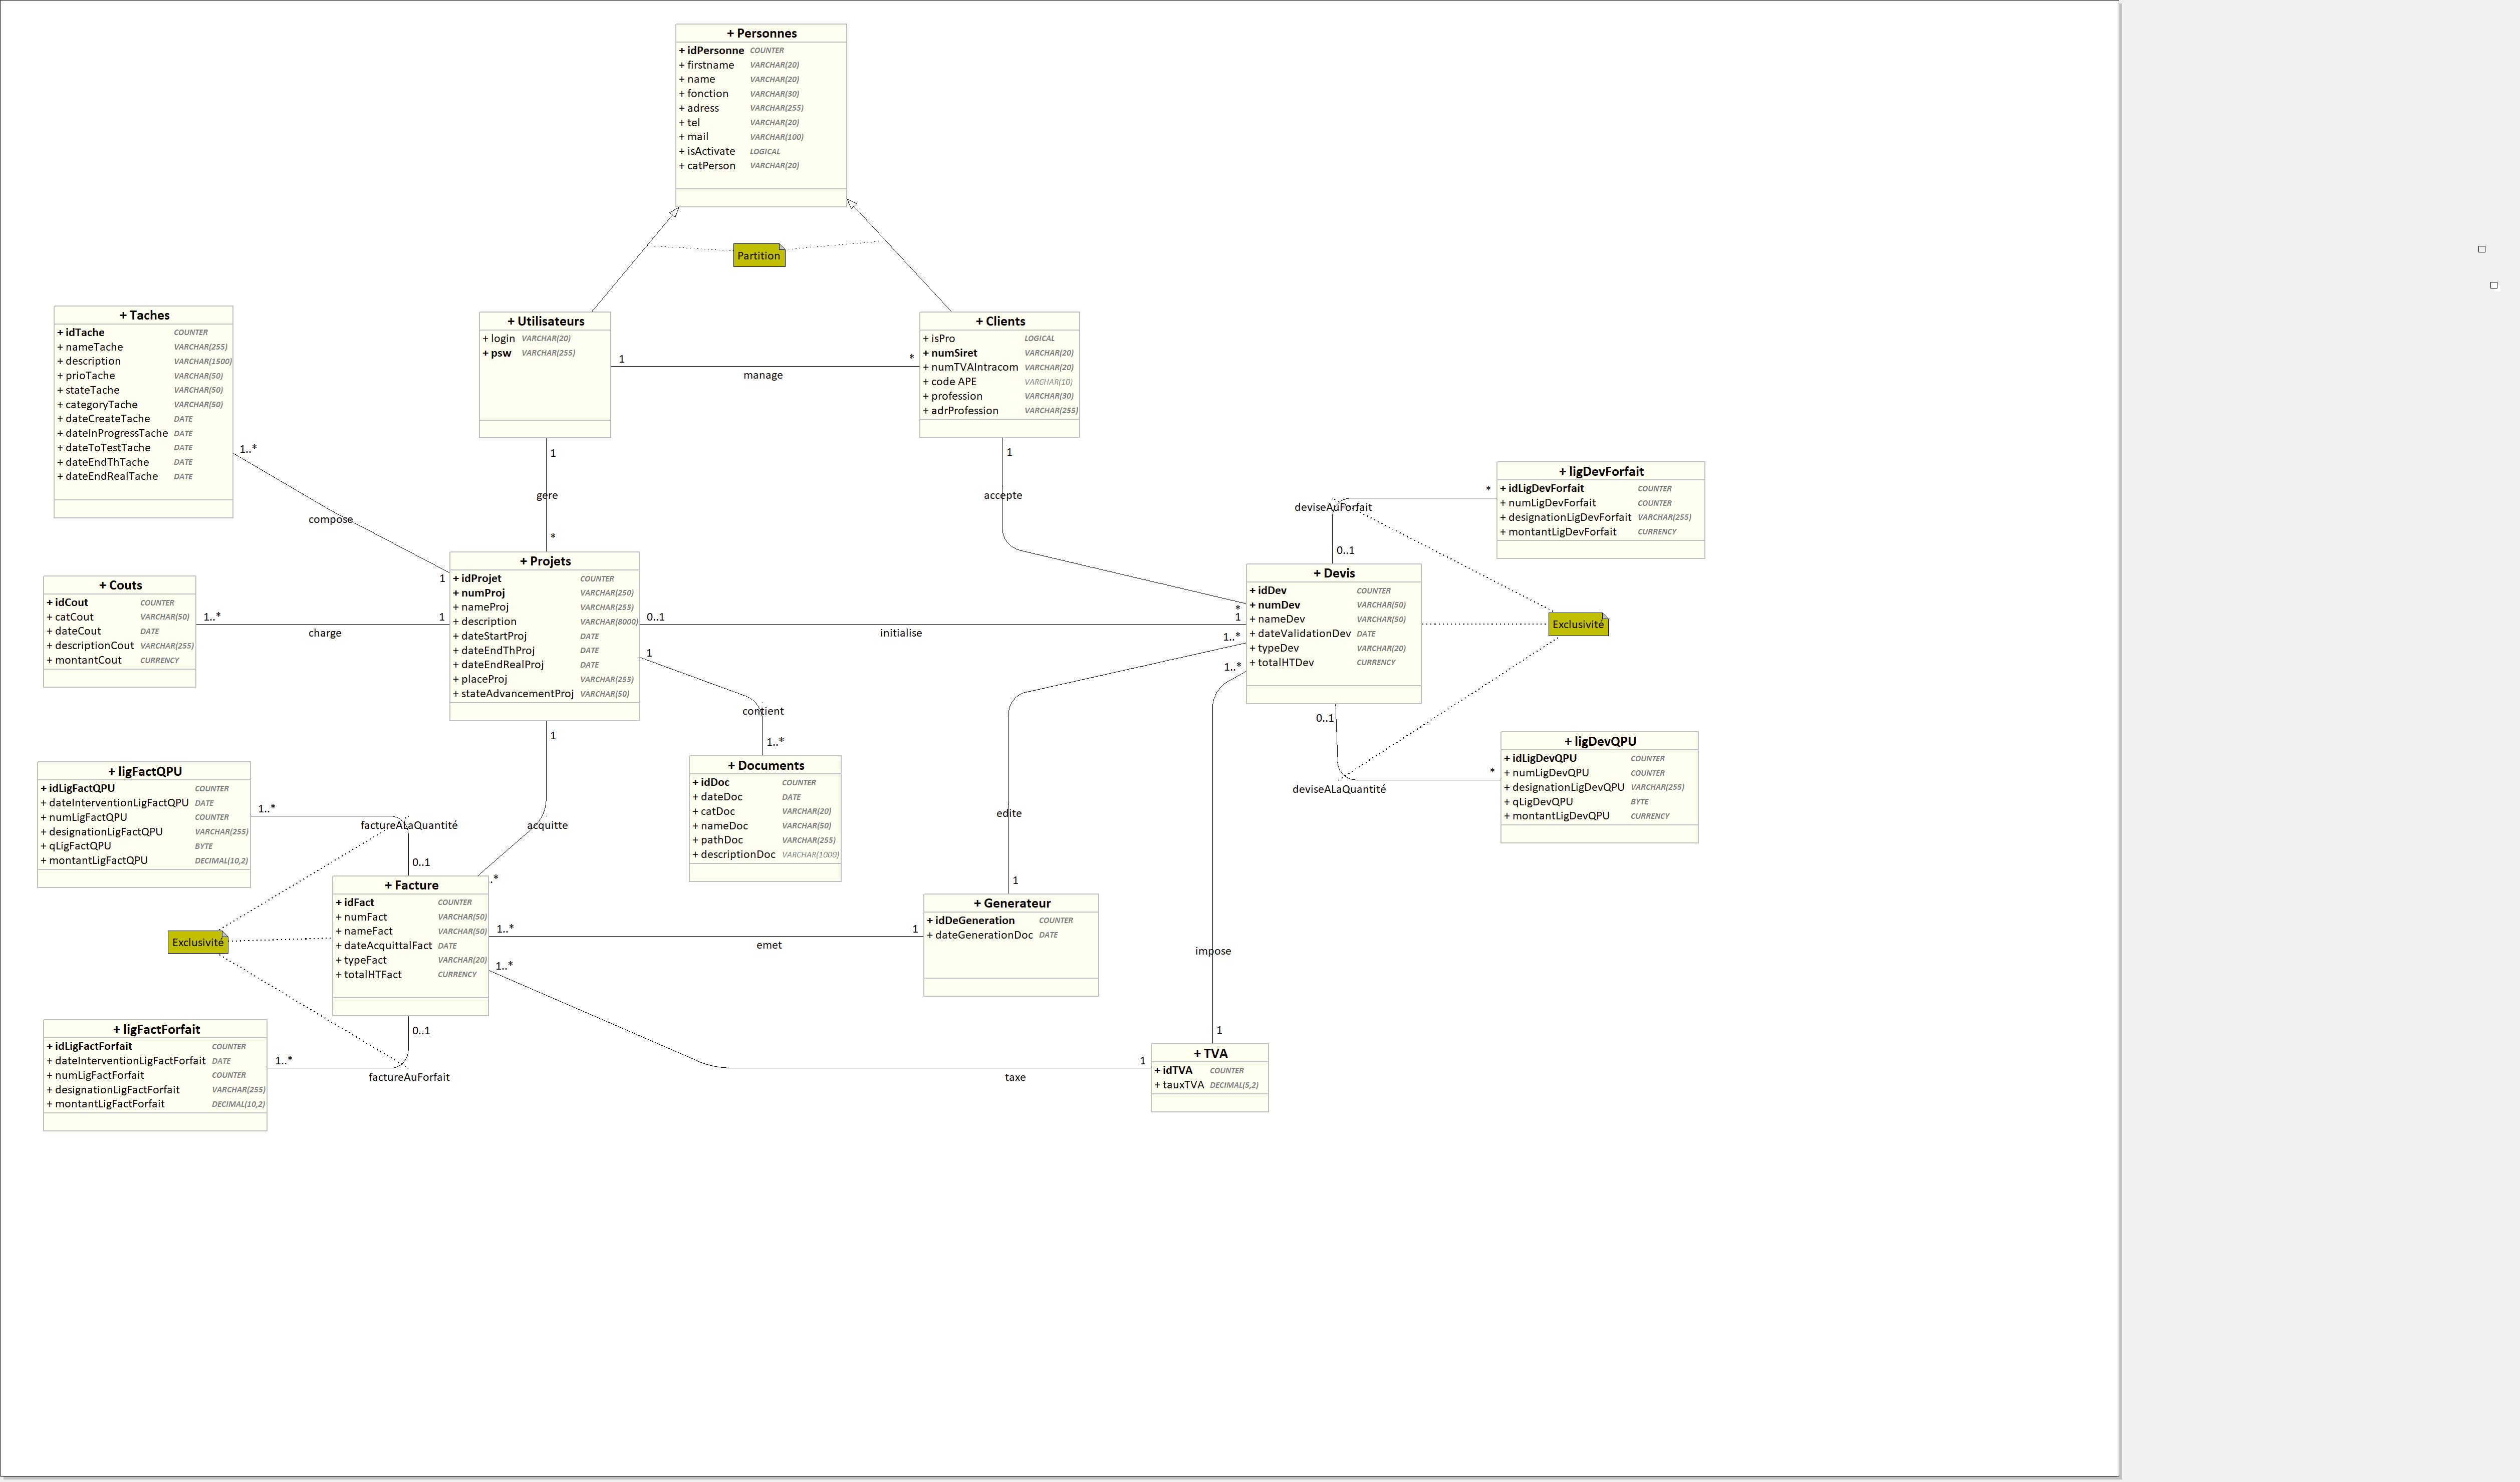 + Personnes
+ idPersonne COUNTER
+ firstname VARCHAR(20)
+ name VARCHAR(20)
+ fonction VARCHAR(30)
+ adress VARCHAR(255)
+ tel VARCHAR(20)
+ mail VARCHAR(100)
+ isActivate LOGICAL
+ catPerson VARCHAR(20)
Partition
+ Taches
+ idTache COUNTER
+ nameTache VARCHAR(255)
+ description VARCHAR(1500)
+ prioTache VARCHAR(50)
+ stateTache VARCHAR(50)
+ categoryTache VARCHAR(50)
+ dateCreateTache DATE
+ dateInProgressTache DATE
+ dateToTestTache DATE
+ dateEndThTache DATE
+ dateEndRealTache DATE
1..*
compose
1
+ Utilisateurs
+ login VARCHAR(20)
+ psw VARCHAR(255)
1
manage
*
+ Clients
+ isPro LOGICAL
+ numSiret VARCHAR(20)
+ numTVAIntracom VARCHAR(20)
+ code APE VARCHAR(10)
+ profession VARCHAR(30)
+ adrProfession VARCHAR(255)
1
gere
*
1
accepte
*
+ ligDevForfait
+ idLigDevForfait COUNTER
+ numLigDevForfait COUNTER
+ designationLigDevForfait VARCHAR(255)
+ montantLigDevForfait CURRENCY
*
deviseAuForfait
0..1
+ Couts
+ idCout COUNTER
+ catCout VARCHAR(50)
+ dateCout DATE
+ descriptionCout VARCHAR(255)
+ montantCout CURRENCY
1..*
charge
1
+ Projets
+ idProjet COUNTER
+ numProj VARCHAR(250)
+ nameProj VARCHAR(255)
+ description VARCHAR(8000)
+ dateStartProj DATE
+ dateEndThProj DATE
+ dateEndRealProj DATE
+ placeProj VARCHAR(255)
+ stateAdvancementProj VARCHAR(50)
0..1
initialise
1
+ Devis
+ idDev COUNTER
+ numDev VARCHAR(50)
+ nameDev VARCHAR(50)
+ dateValidationDev DATE
+ typeDev VARCHAR(20)
+ totalHTDev CURRENCY
Exclusivité
1
contient
1..*
1..*
edite
1
1..*
impose
1
0..1
deviseALaQuantité
*
+ ligDevQPU
+ idLigDevQPU COUNTER
+ numLigDevQPU COUNTER
+ designationLigDevQPU VARCHAR(255)
+ qLigDevQPU BYTE
+ montantLigDevQPU CURRENCY
+ Documents
+ idDoc COUNTER
+ dateDoc DATE
+ catDoc VARCHAR(20)
+ nameDoc VARCHAR(50)
+ pathDoc VARCHAR(255)
+ descriptionDoc VARCHAR(1000)
1
acquitte
.*
+ ligFactQPU
+ idLigFactQPU COUNTER
+ dateInterventionLigFactQPU DATE
+ numLigFactQPU COUNTER
+ designationLigFactQPU VARCHAR(255)
+ qLigFactQPU BYTE
+ montantLigFactQPU DECIMAL(10,2)
1..*
factureALaQuantité
0..1
+ Facture
+ idFact COUNTER
+ numFact VARCHAR(50)
+ nameFact VARCHAR(50)
+ dateAcquittalFact DATE
+ typeFact VARCHAR(20)
+ totalHTFact CURRENCY
Exclusivité
1..*
emet
1
+ Generateur
+ idDeGeneration COUNTER
+ dateGenerationDoc DATE
1..*
taxe
1
+ TVA
+ idTVA COUNTER
+ tauxTVA DECIMAL(5,2)
0..1
factureAuForfait
1..*
+ ligFactForfait
+ idLigFactForfait COUNTER
+ dateInterventionLigFactForfait DATE
+ numLigFactForfait COUNTER
+ designationLigFactForfait VARCHAR(255)
+ montantLigFactForfait DECIMAL(10,2)